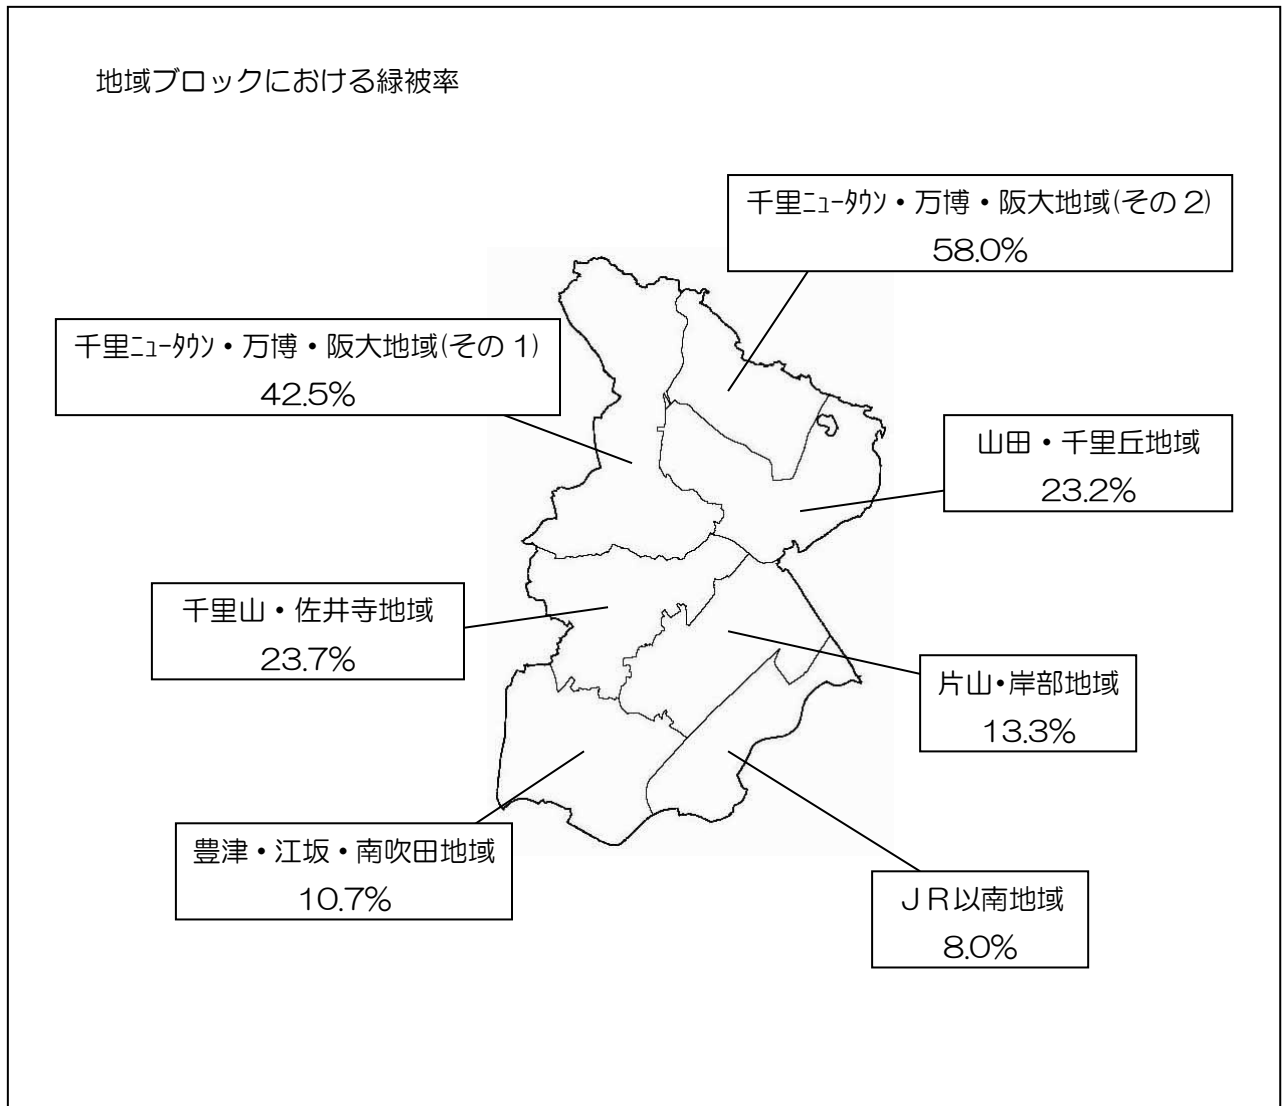 地域ブロックにおける緑被率
千里ﾆｭｰﾀｳﾝ・万博・阪大地域(その2)
58.0%
千里ﾆｭｰﾀｳﾝ・万博・阪大地域(その1)
42.5%
山田・千里丘地域
23.2%
千里山・佐井寺地域
23.7%
片山・岸部地域
13.3%
豊津・江坂・南吹田地域
10.7%
ＪＲ以南地域
8.0%